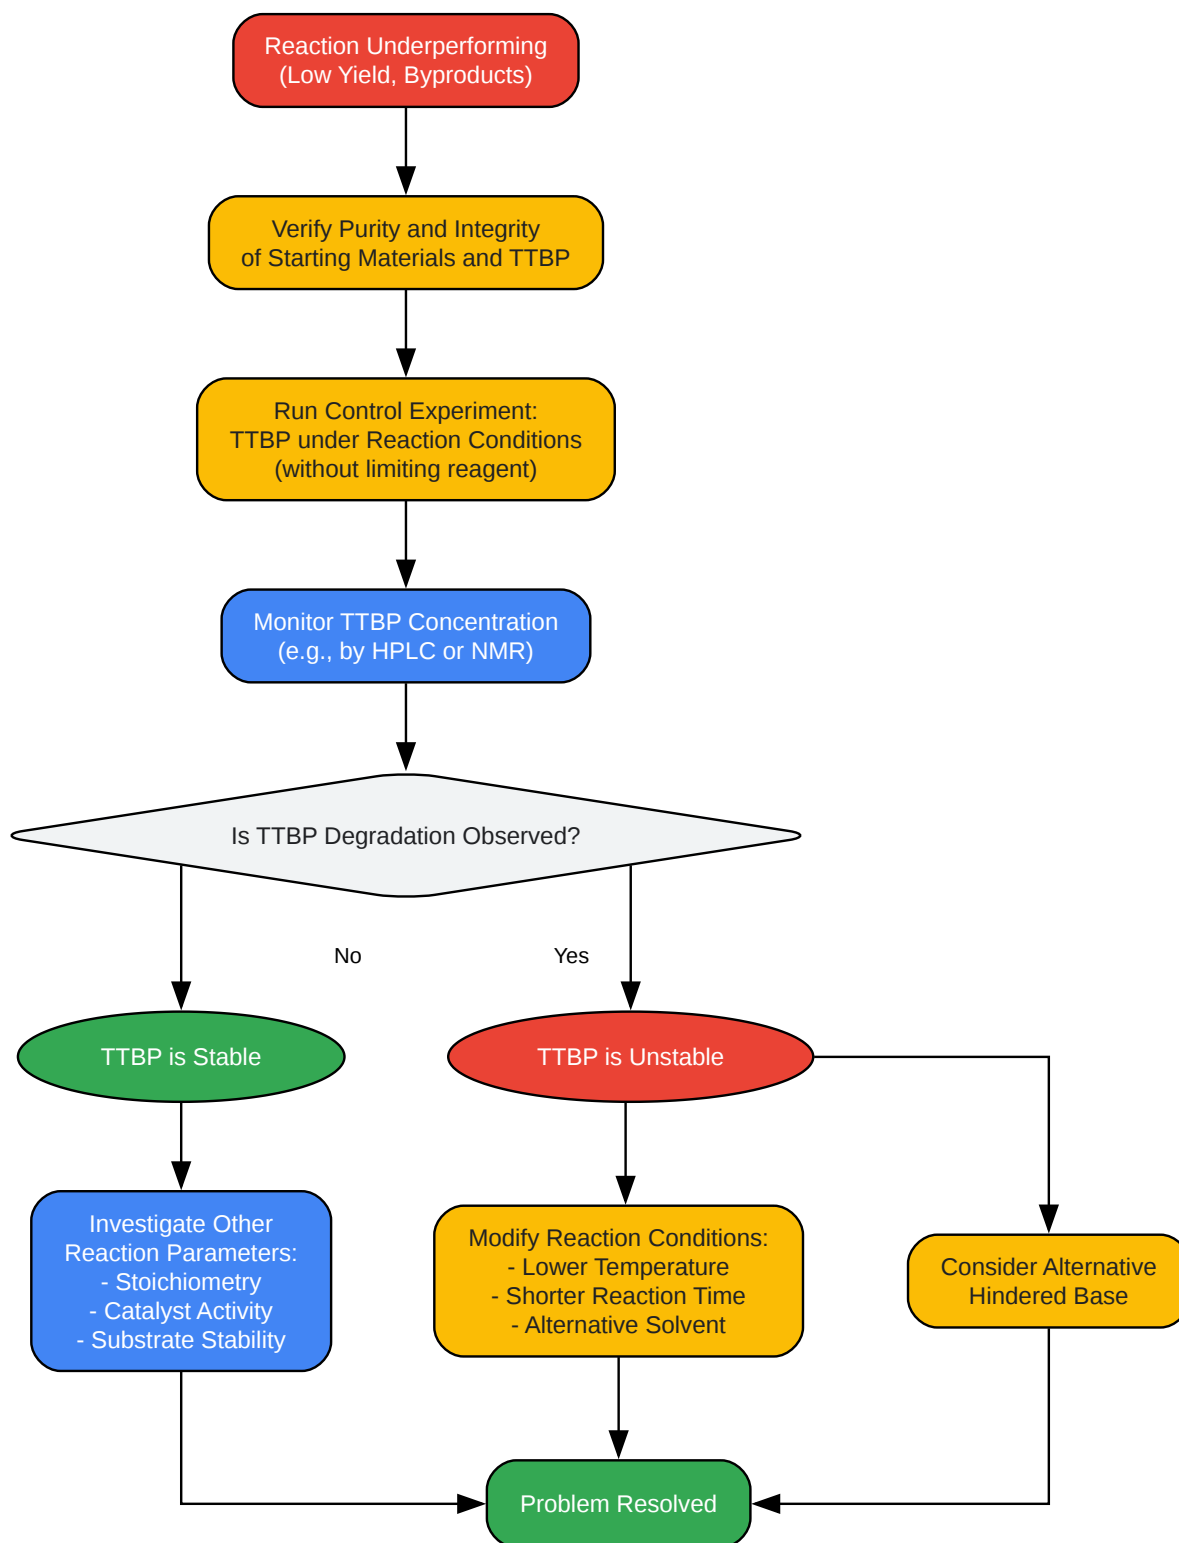 Reaction Underperforming
(Low Yield, Byproducts)
Verify Purity and Integrity
of Starting Materials and TTBP
Run Control Experiment:
TTBP under Reaction Conditions
(without limiting reagent)
Monitor TTBP Concentration
(e.g., by HPLC or NMR)
Is TTBP Degradation Observed?
No
Yes
TTBP is Stable
TTBP is Unstable
Investigate Other
Reaction Parameters:
- Stoichiometry
- Catalyst Activity
- Substrate Stability
Modify Reaction Conditions:
- Lower Temperature
- Shorter Reaction Time
- Alternative Solvent
Consider Alternative
Hindered Base
Problem Resolved